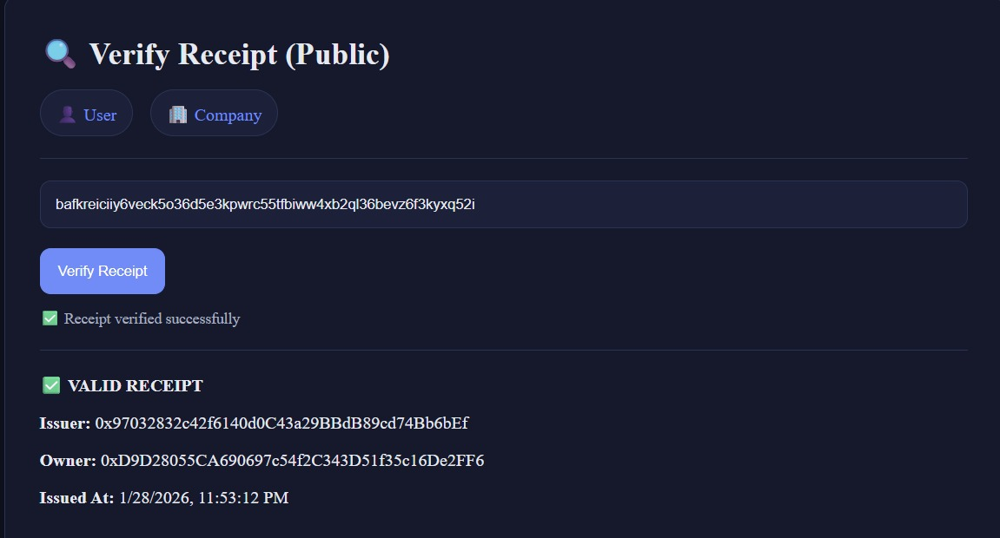 Verify Receipt (Public)
User
Company
bafkreiciiy6veck5o36d5e3kpwrc55tfbiww4xb2ql36bevz6f3kyxq52i
Verify Receipt
Receipt verified successfully
VALID RECEIPT
Issuer: 0x97032832c42f6140d0C43a29BBdB89cd74Bb6bEf
Owner: 0xD9D28055CA690697c54f2C343D51f35c16De2FF6
Issued At: 1/28/2026, 11:53:12 PM